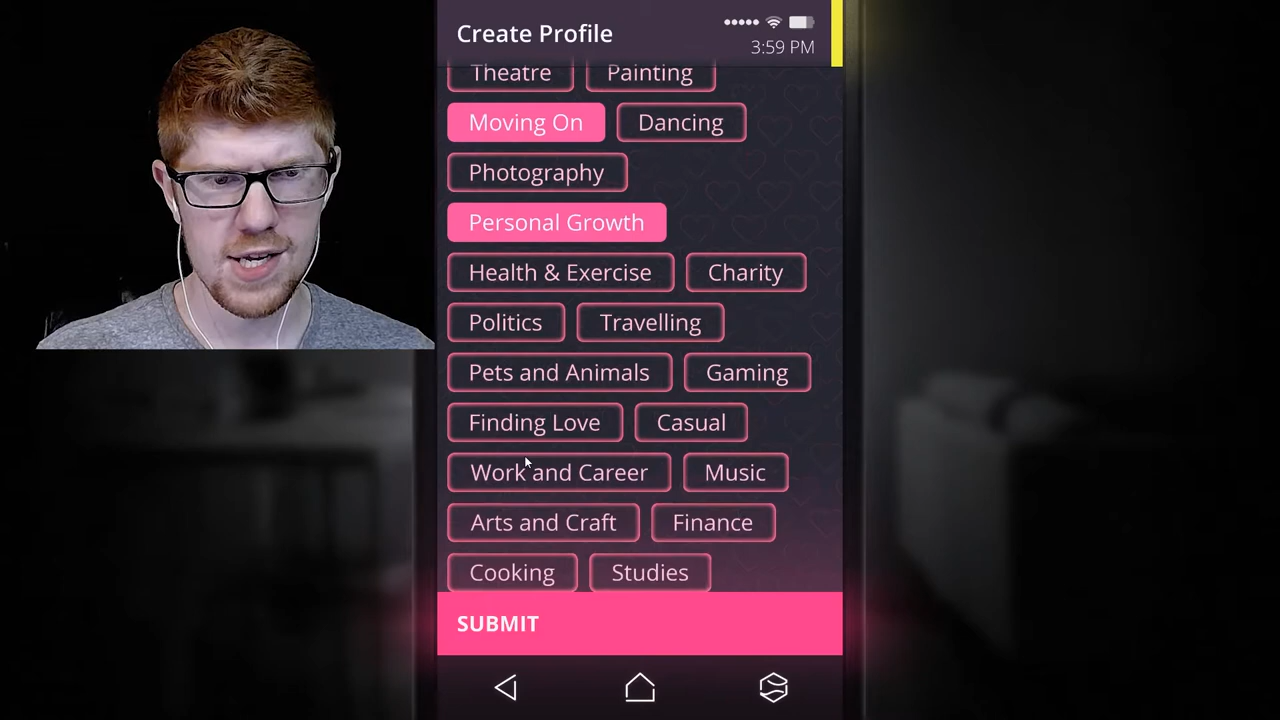 Create Profile
3:59 PM
Theatre Painting
Moving On Dancing
Photography
Personal Growth
Health & Exercise Charity
Politics Travelling
Pets and Animals Gaming
Finding Love Casual
Work and Career Music
Arts and Craft Finance
Cooking Studies
SUBMIT